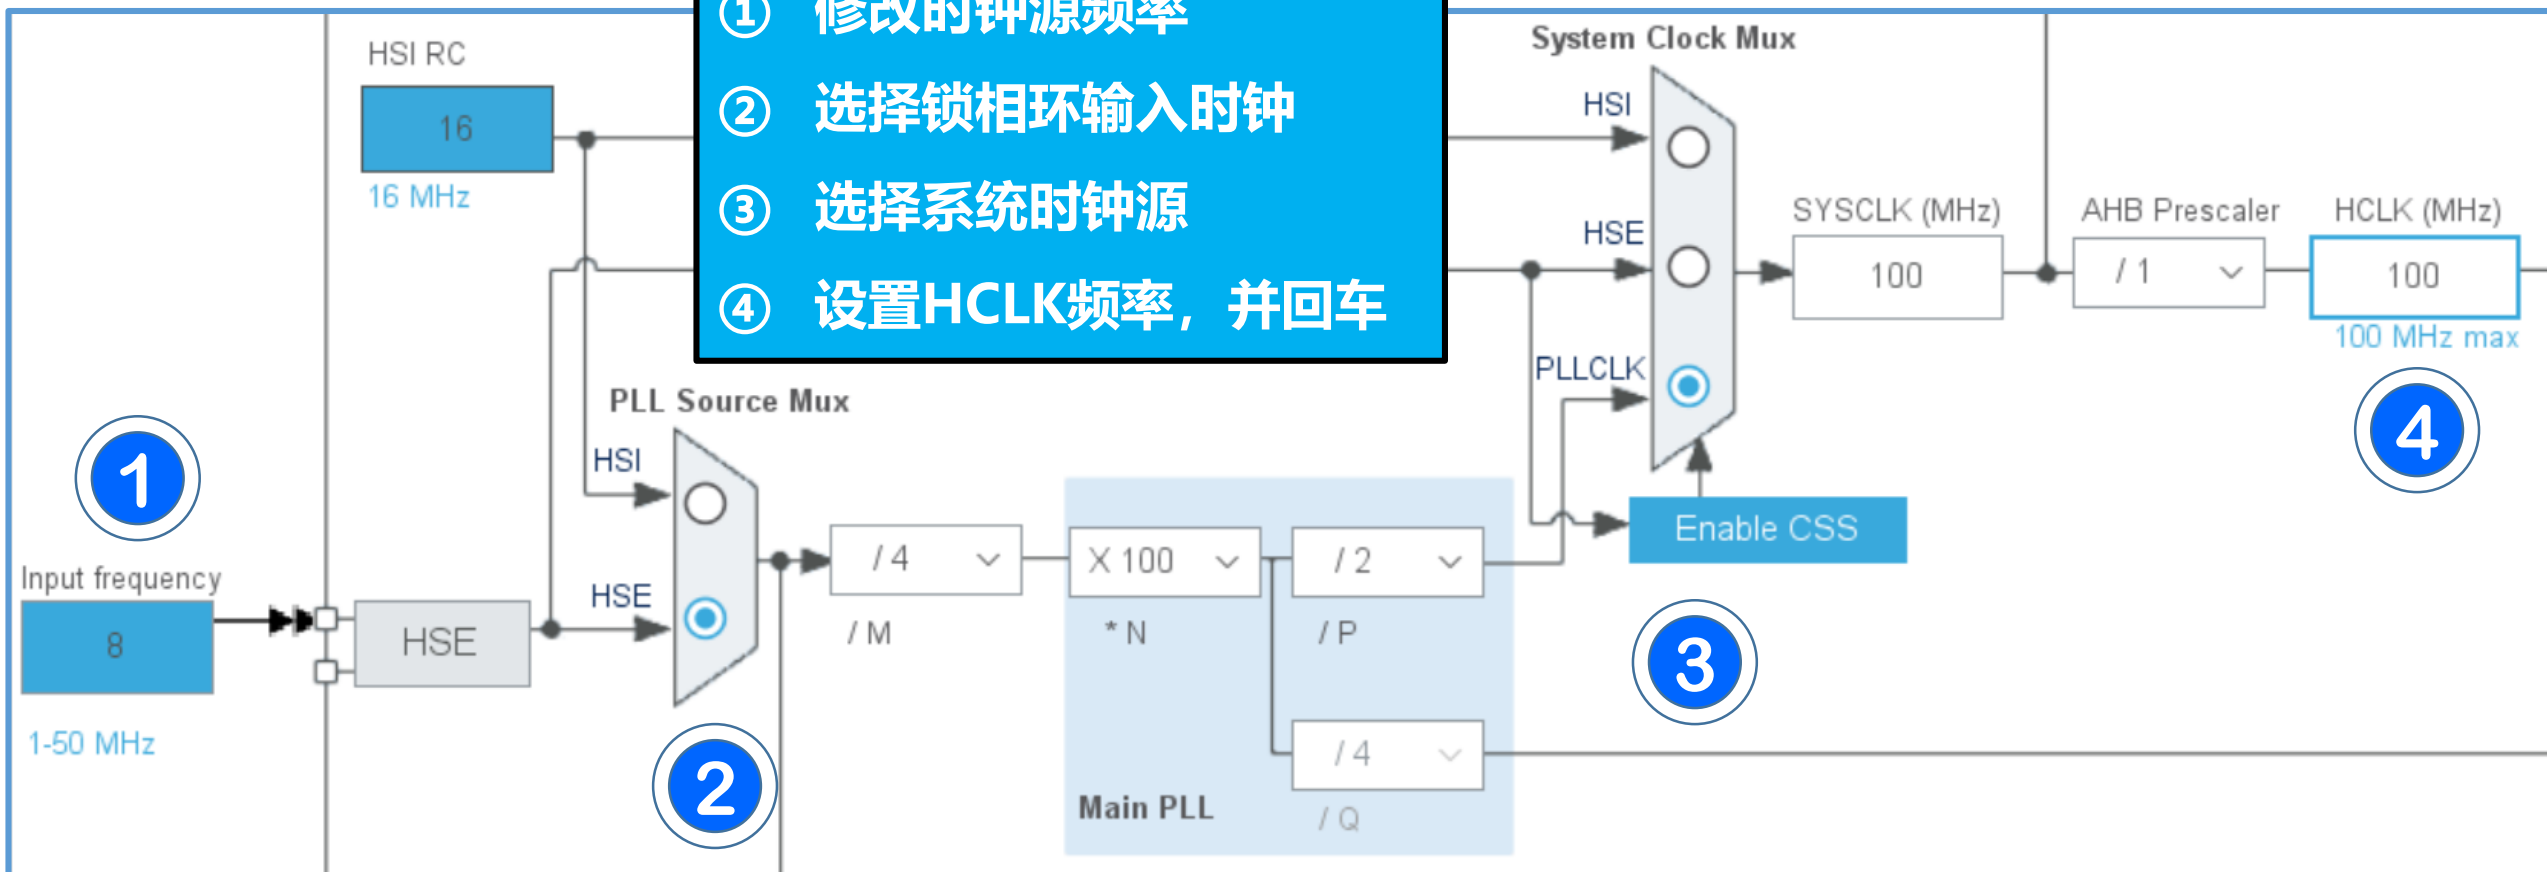 ① 修改时钟源频率
② 选择锁相环输入时钟
③ 选择系统时钟源
④ 设置HCLK频率，并回车
HSI RC
16
16 MHz
System Clock Mux
HSI
HSE
PLLCLK
SYSCLK (MHz)
100
AHB Prescaler
/ 1
HCLK (MHz)
100
100 MHz max
4
Enable CSS
3
PLL Source Mux
HSI
HSE
1
Input frequency
8
1-50 MHz
HSE
2
/ 4
/ M
X 100
* N
/ 2
/ P
/ 4
/ Q
Main PLL